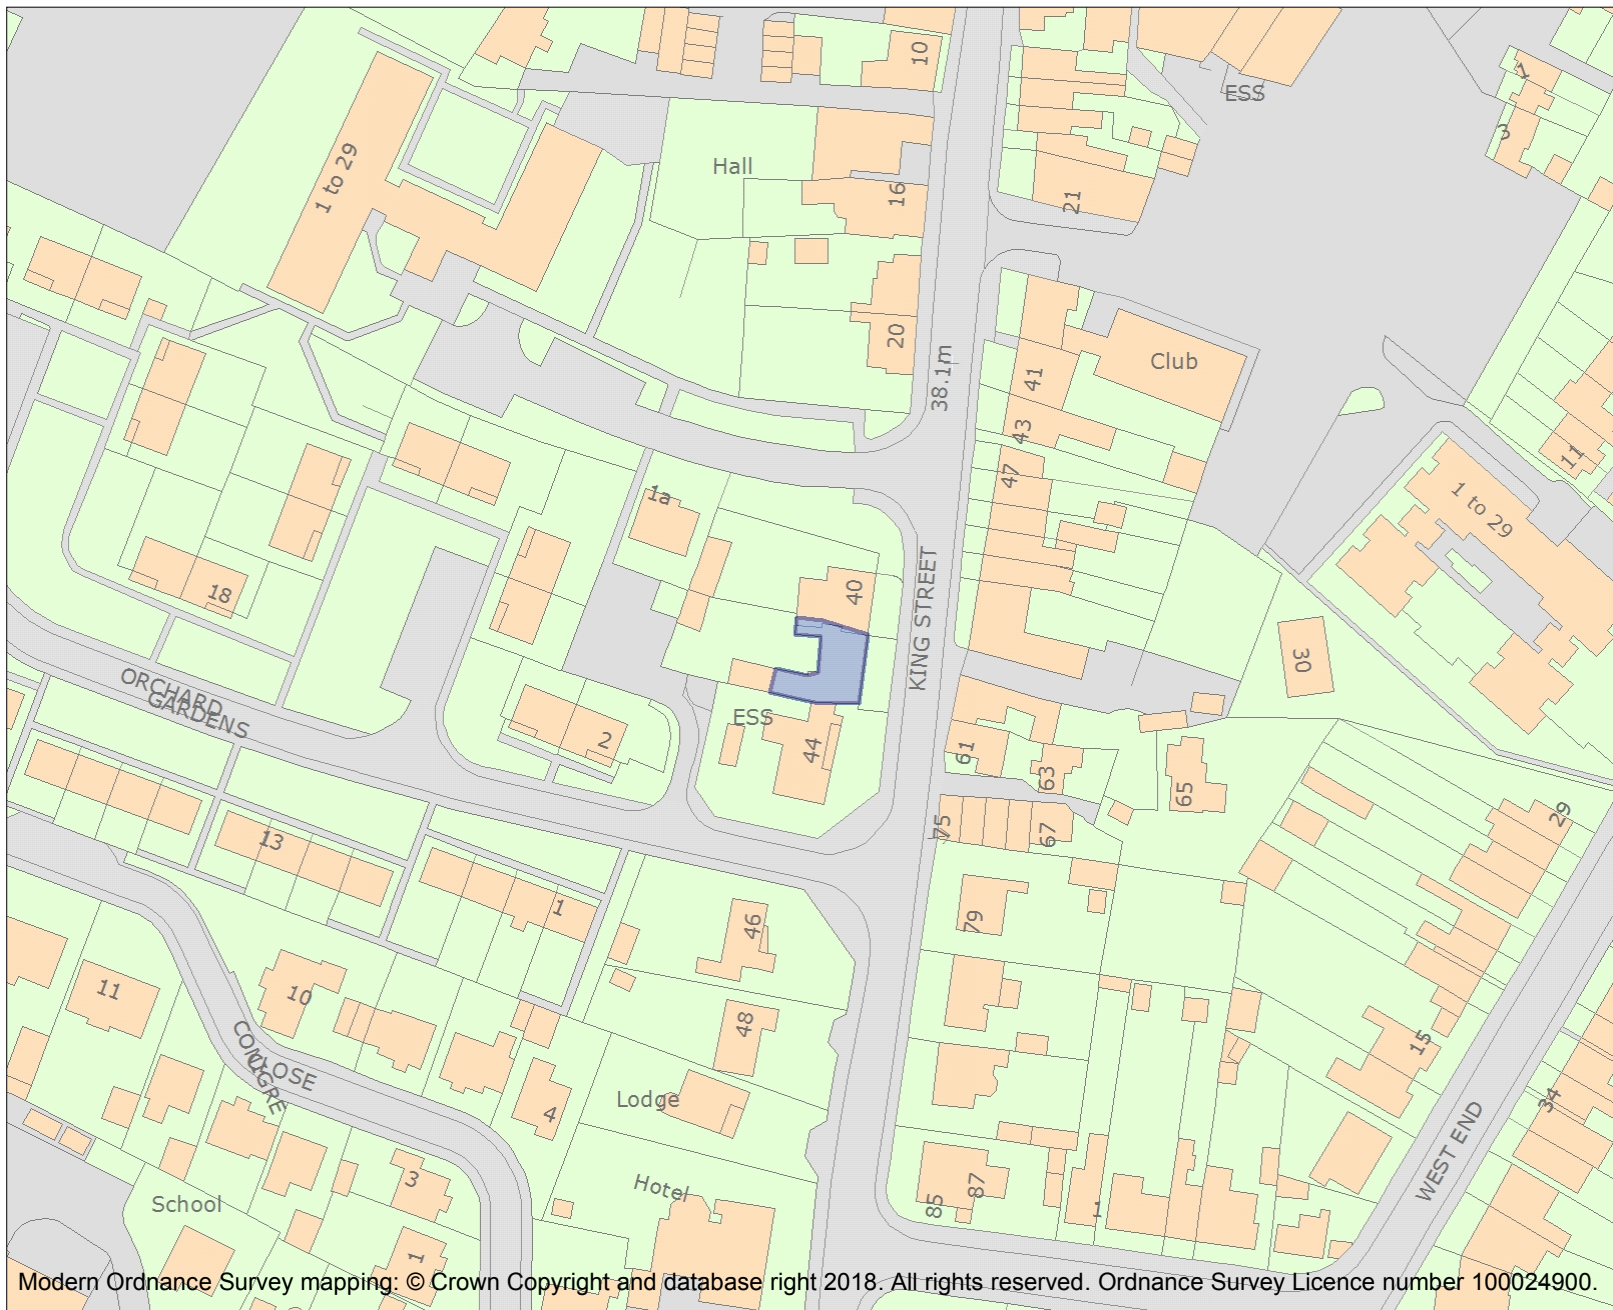 10
ESS
1
3
1 to 29
Hall
16
21
20
38.1m
Club
41
43
47
11
1a
1 to 29
40
18
KING STREET
30
ORCHARD
GARDENS
ESS
2
44
61
63
65
75
67
29
13
1
46
79
11
10
48
15
CLOSE
Lodge
4
34
WEST END
3
Hotel
School
85
87
1
1
Modern Ordnance Survey mapping: © Crown Copyright and database right 2018. All rights reserved. Ordnance Survey Licence number 100024900.